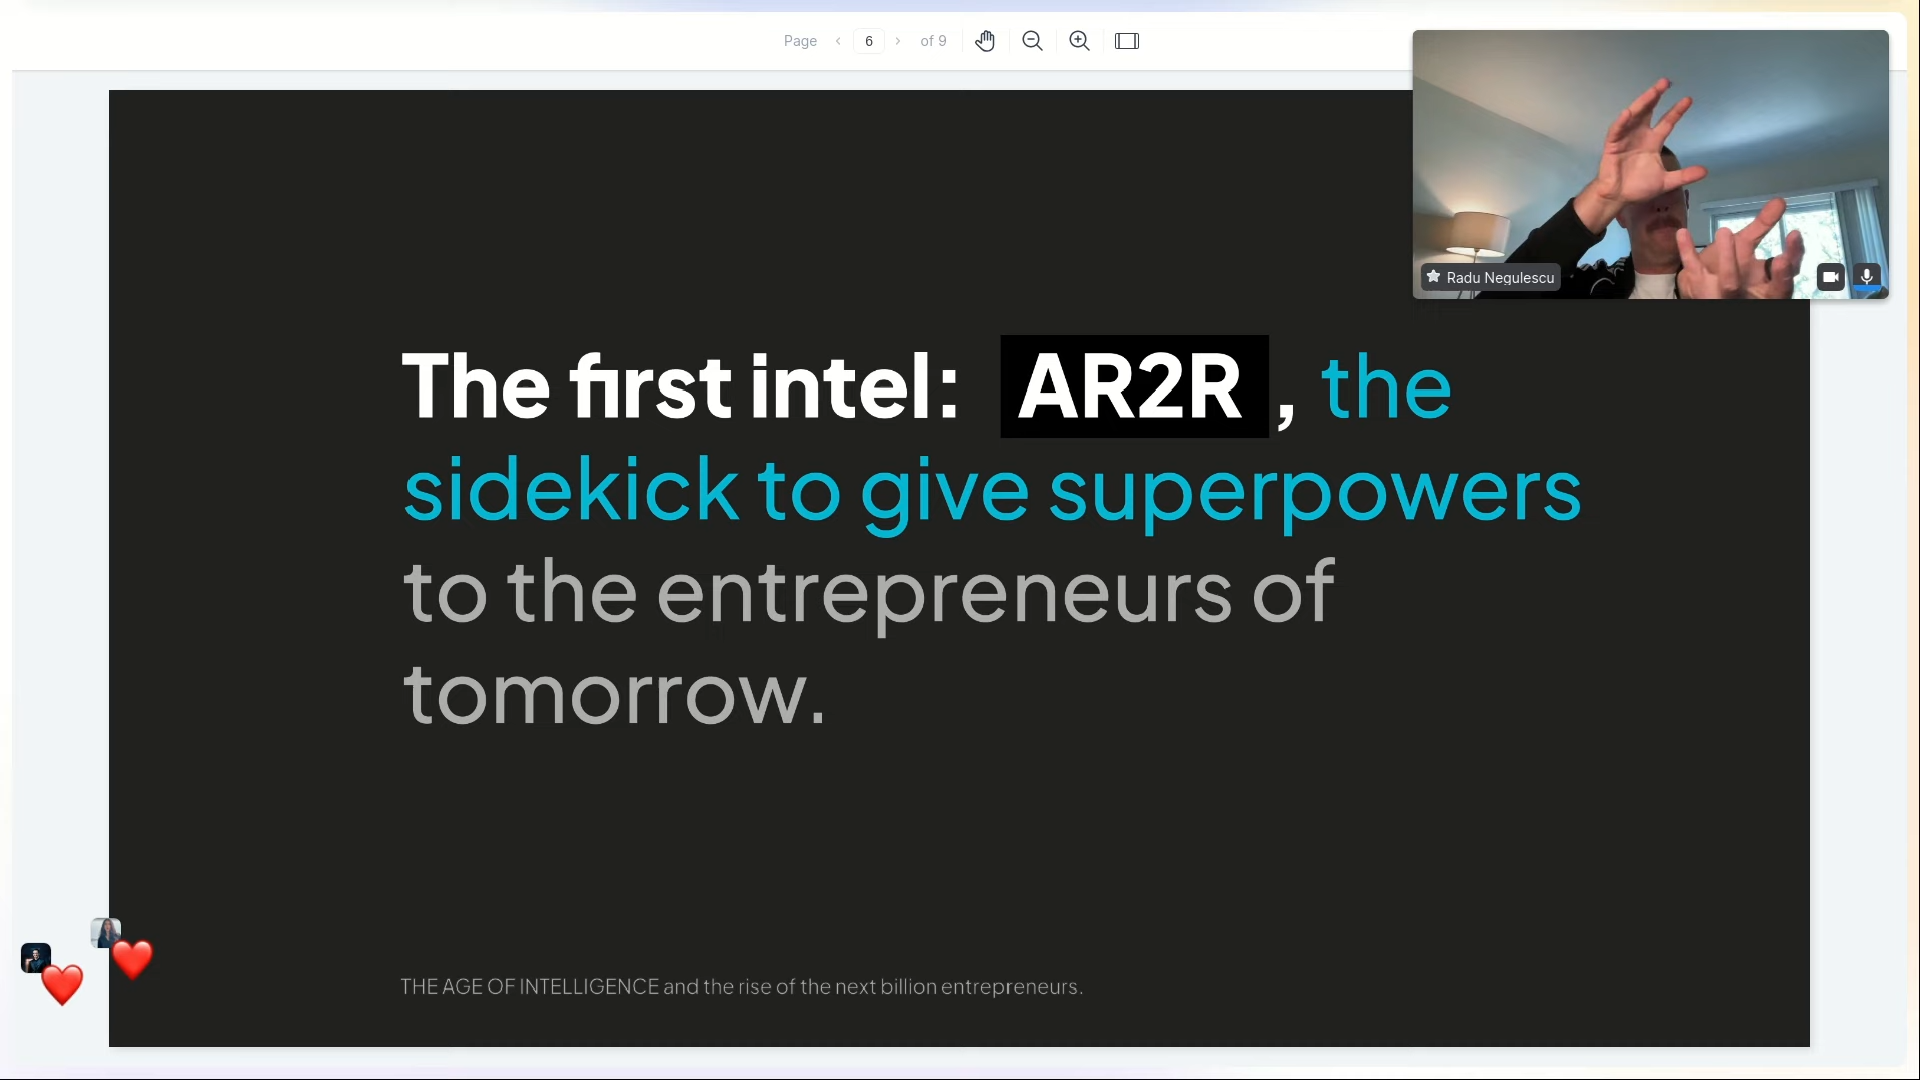 Page 6 of 9
Radu Negulescu
The first intel: AR2R, the
sidekick to give superpowers
to the entrepreneurs of
tomorrow.
THE AGE OF INTELLIGENCE and the rise of the next billion entrepreneurs.